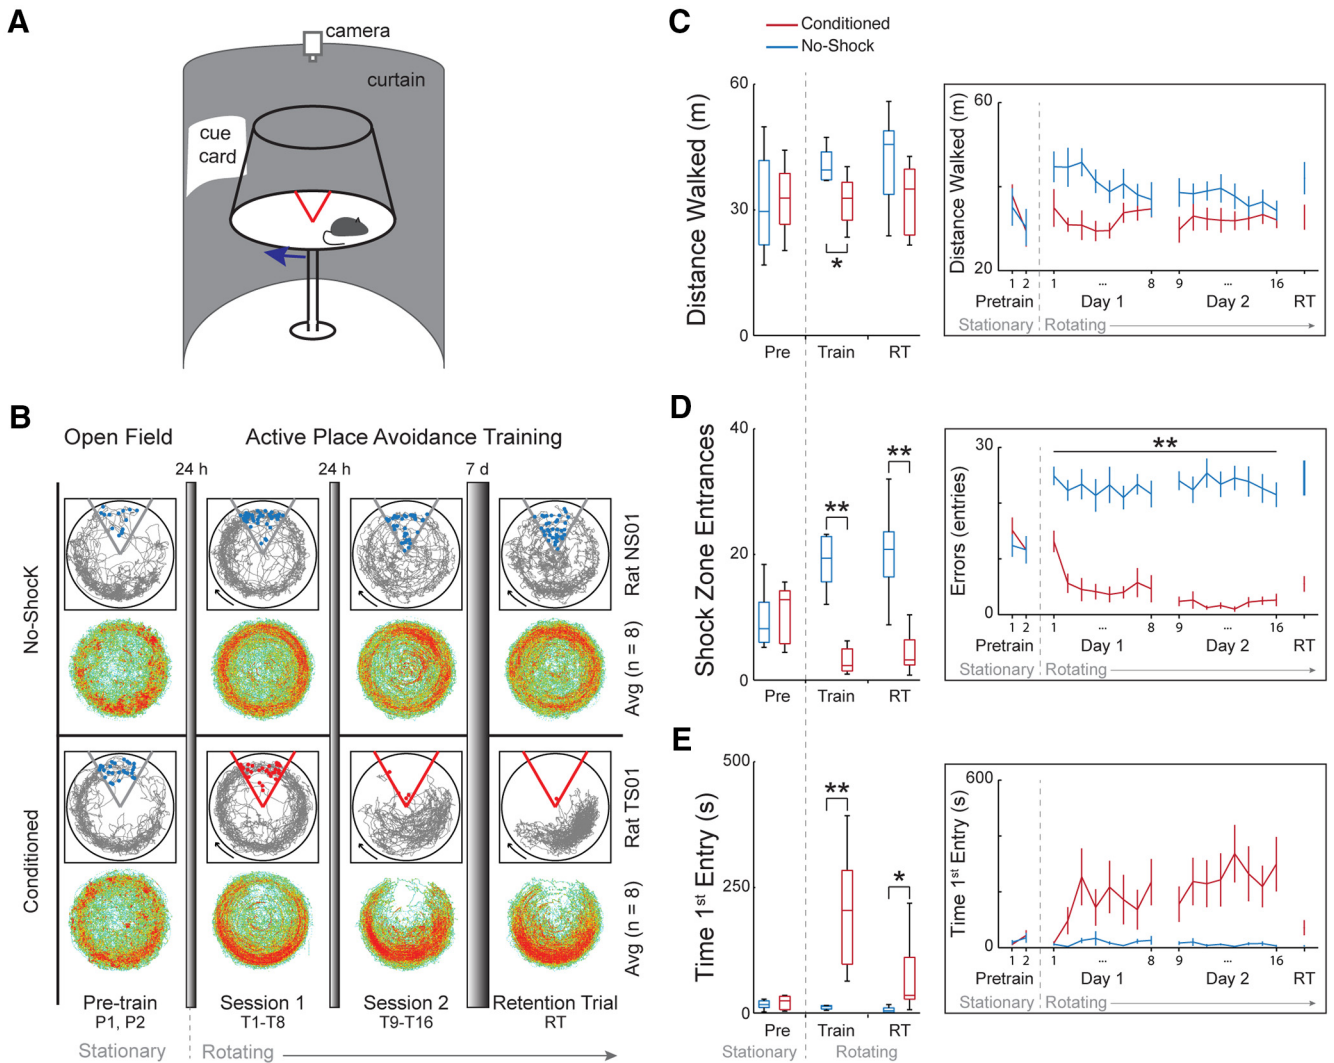 A
camera
curtain
cue
card
B
Open Field
Active Place Avoidance Training
24 h
24 h
7 d
No-ShocK
Rat NS01
Avg (n = 8)
Conditioned
Rat TS01
Avg (n = 8)
Pre-train
Session 1
Session 2
Retention Trial
P1, P2
T1-T8
T9-T16
RT
Stationary
Rotating
C
Conditioned
No-Shock
Distance Walked (m)
60
30
0
Pre
Train
RT
*
Distance Walked (m)
60
20
1 2
1 ... 8
9 ... 16
Pretrain
Day 1
Day 2
RT
Stationary
Rotating
D
Shock Zone Entrances
40
20
0
**
**
Pre
Train
RT
Errors (entries)
30
0
**
1 2
1 ... 8
9 ... 16
Pretrain
Day 1
Day 2
RT
Stationary
Rotating
E
Time 1st Entry (s)
500
250
0
**
*
Pre
Train
RT
Stationary
Rotating
Time 1st Entry (s)
600
0
1 2
1 ... 8
9 ... 16
Pretrain
Day 1
Day 2
RT
Stationary
Rotating